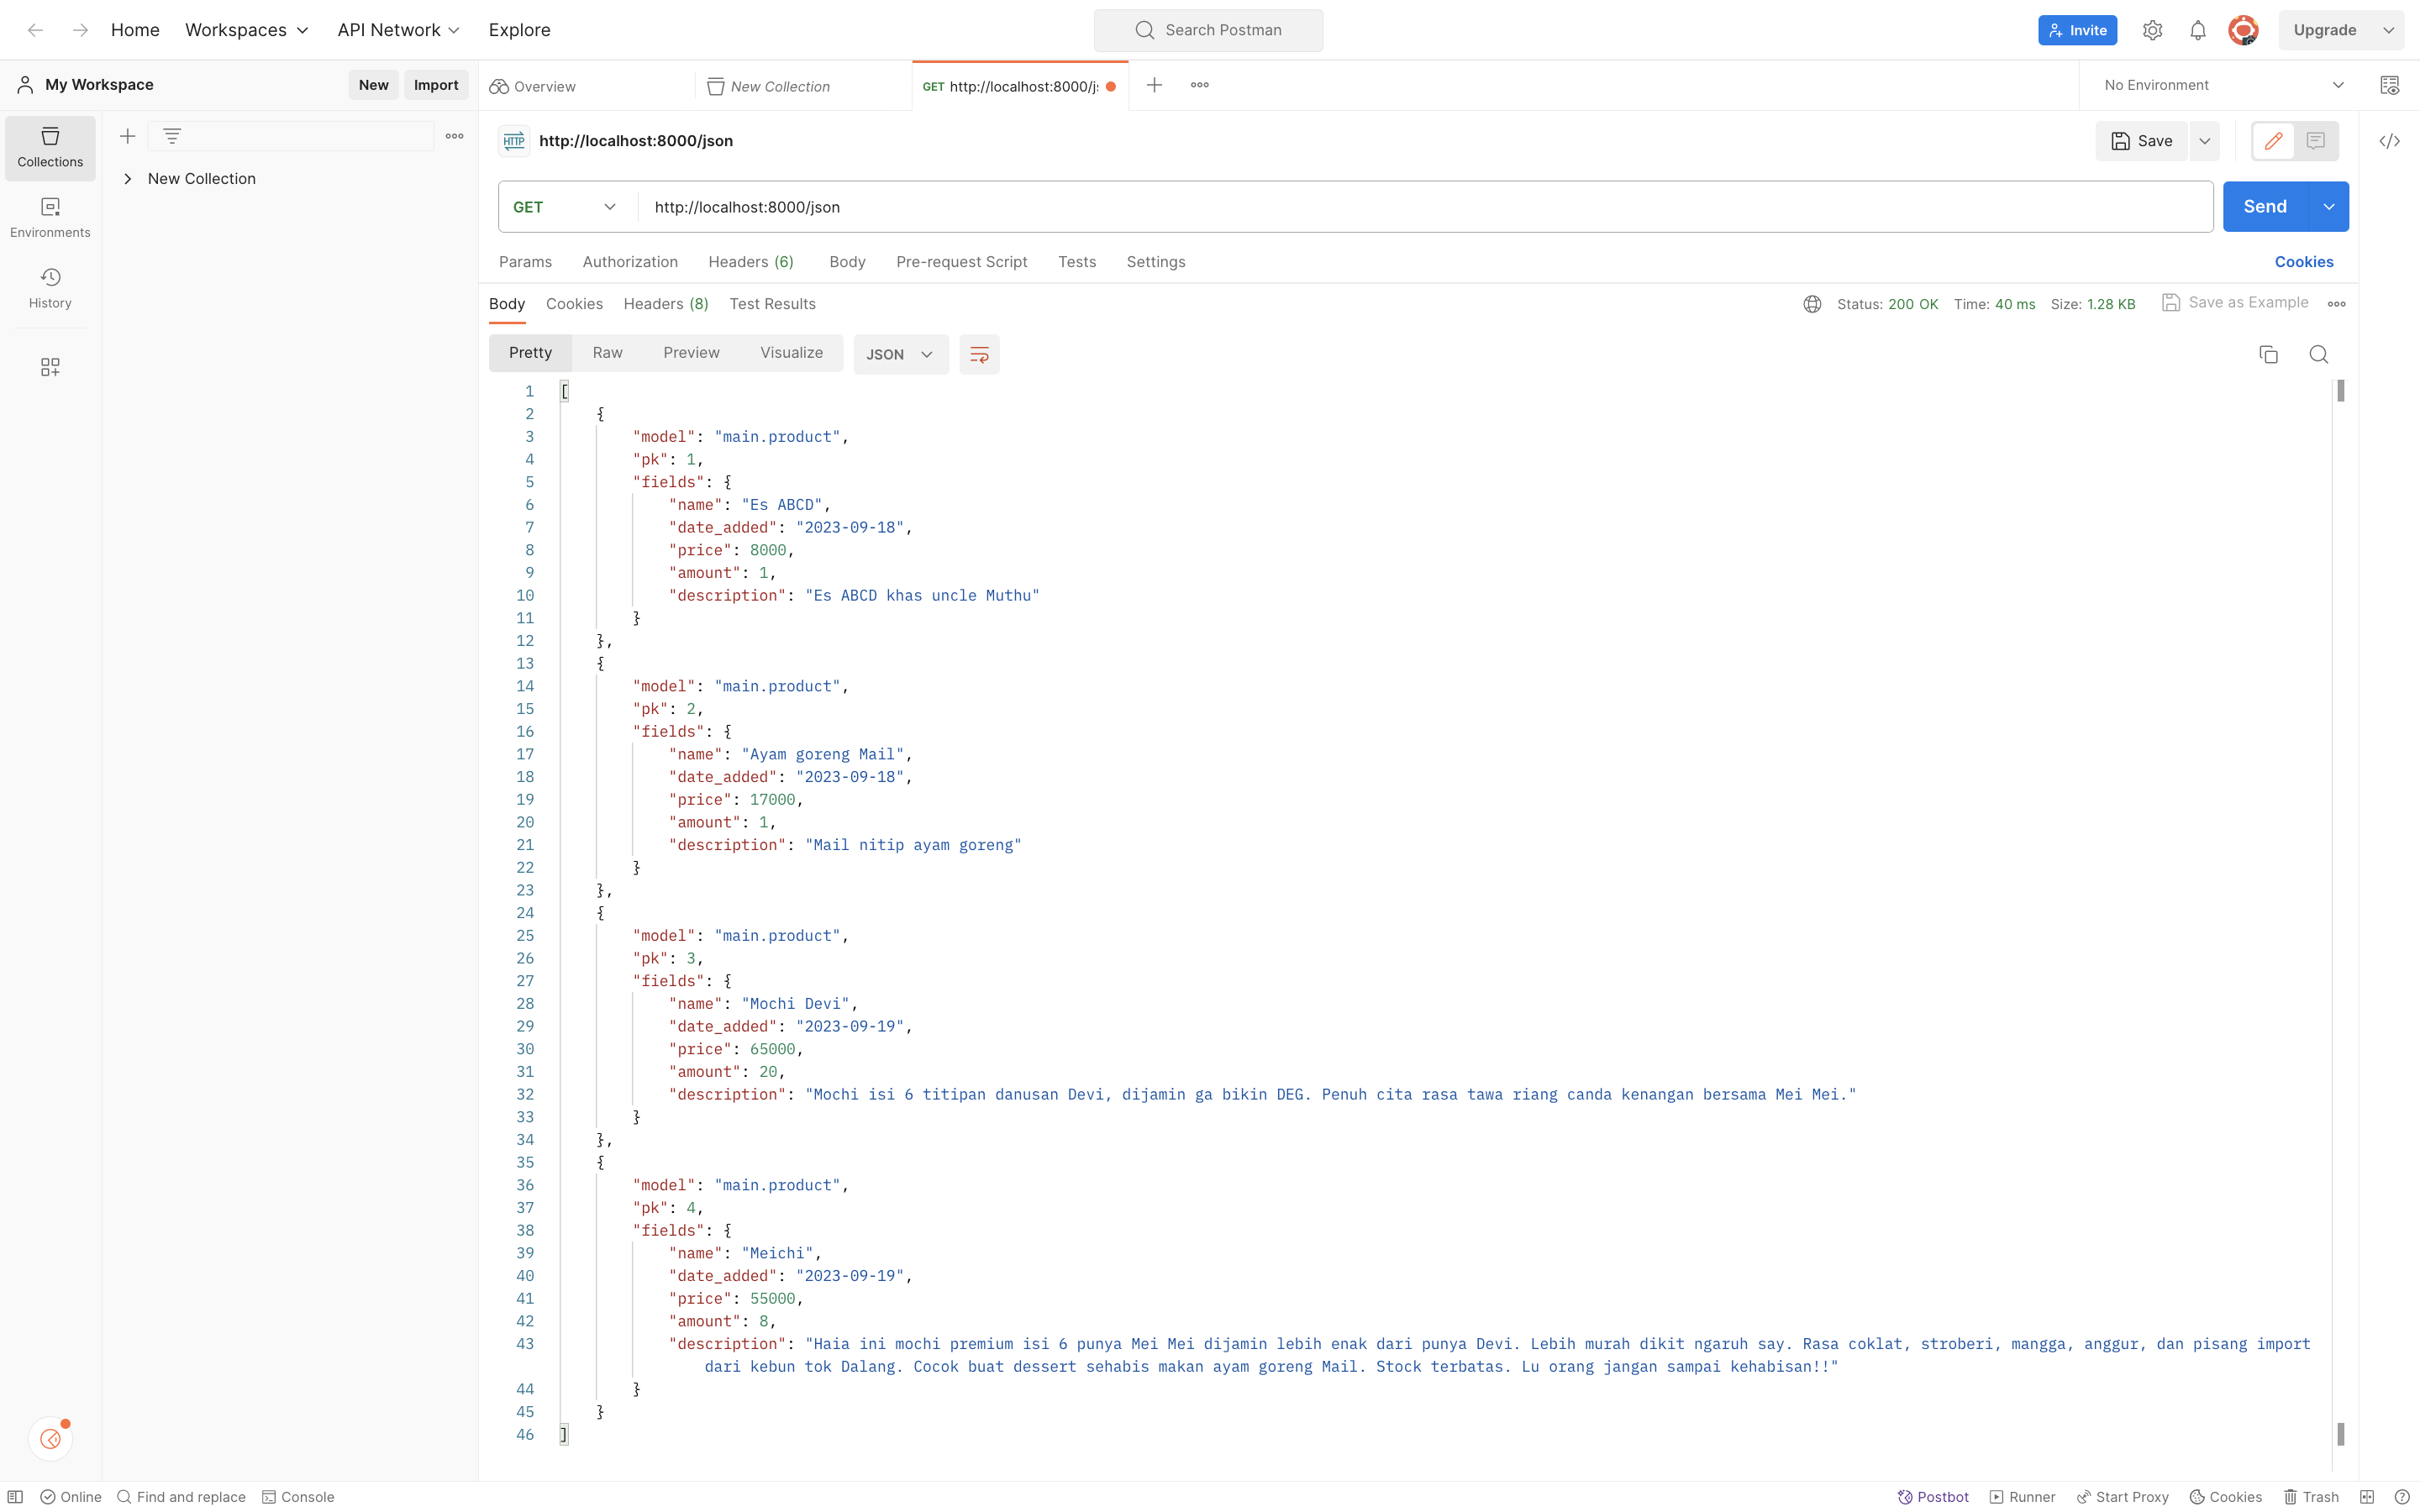 Home Workspaces API Network Explore Search Postman Invite Upgrade
My Workspace New Import Overview New Collection GET http://localhost:8000/j No Environment
Collections
Environments
History
New Collection
HTTP http://localhost:8000/json Save
GET http://localhost:8000/json Send
Params Authorization Headers (6) Body Pre-request Script Tests Settings Cookies
Body Cookies Headers (8) Test Results Status: 200 OK Time: 40 ms Size: 1.28 KB Save as Example
Pretty Raw Preview Visualize JSON
1 [
2 {
3 "model": "main.product",
4 "pk": 1,
5 "fields": {
6 "name": "Es ABCD",
7 "date_added": "2023-09-18",
8 "price": 8000,
9 "amount": 1,
10 "description": "Es ABCD khas uncle Muthu"
11 }
12 },
13 {
14 "model": "main.product",
15 "pk": 2,
16 "fields": {
17 "name": "Ayam goreng Mail",
18 "date_added": "2023-09-18",
19 "price": 17000,
20 "amount": 1,
21 "description": "Mail nitip ayam goreng"
22 }
23 },
24 {
25 "model": "main.product",
26 "pk": 3,
27 "fields": {
28 "name": "Mochi Devi",
29 "date_added": "2023-09-19",
30 "price": 65000,
31 "amount": 20,
32 "description": "Mochi isi 6 titipan danusan Devi, dijamin ga bikin DEG. Penuh cita rasa tawa riang canda kenangan bersama Mei Mei."
33 }
34 },
35 {
36 "model": "main.product",
37 "pk": 4,
38 "fields": {
39 "name": "Meichi",
40 "date_added": "2023-09-19",
41 "price": 55000,
42 "amount": 8,
43 "description": "Haia ini mochi premium isi 6 punya Mei Mei dijamin lebih enak dari punya Devi. Lebih murah dikit ngaruh say. Rasa coklat, stroberi, mangga, anggur, dan pisang import
dari kebun tok Dalang. Cocok buat dessert sehabis makan ayam goreng Mail. Stock terbatas. Lu orang jangan sampai kehabisan!!"
44 }
45 }
46 ]
Online Find and replace Console Postbot Runner Start Proxy Cookies Trash